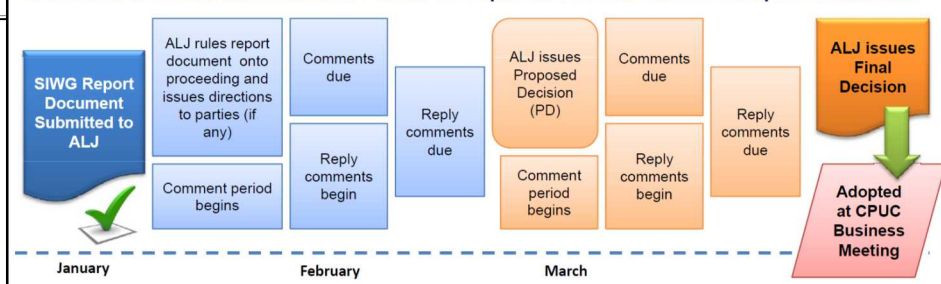 SIWG Report
Document
Submitted to
ALJ
ALJ rules report
document onto
proceeding and
issues directions
to parties (if
any)
Comment period
begins
Comments
due
Reply
comments
begin
Reply
comments
due
ALJ issues
Proposed
Decision
(PD)
Comment
period
begins
Comments
due
Reply
comments
begin
Reply
comments
due
ALJ issues
Final
Decision
Adopted
at CPUC
Business
Meeting
January
February
March